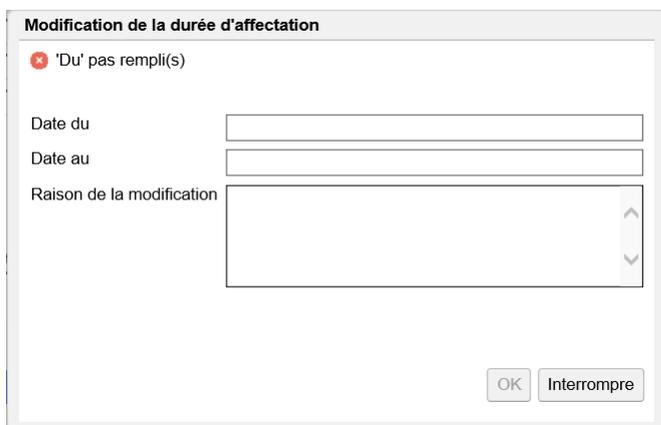 Modification de la durée d'affectation
'Du' pas rempli(s)
Date du
Date au
Raison de la modification
OK
Interrompre